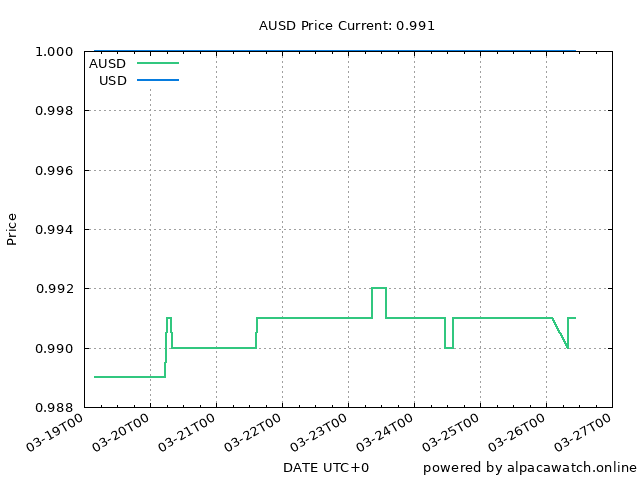 AUSD Price Current: 0.991
1.000
AUSD
USD
0.998
0.996
0.994
Price
0.992
0.990
0.988
03-19T00 03-20T00 03-21T00 03-22T00 03-23T00 03-24T00 03-25T00 03-26T00 03-27T00
DATE UTC+0
powered by alpacawatch.online